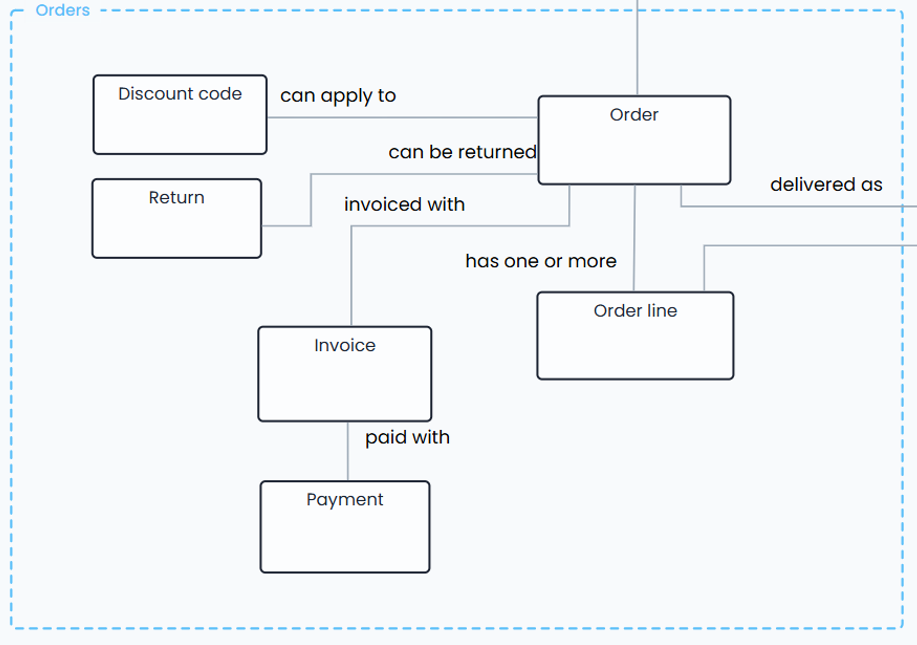 Orders
Discount code
can apply to
Order
can be returned
Return
invoiced with
delivered as
has one or more
Order line
Invoice
paid with
Payment